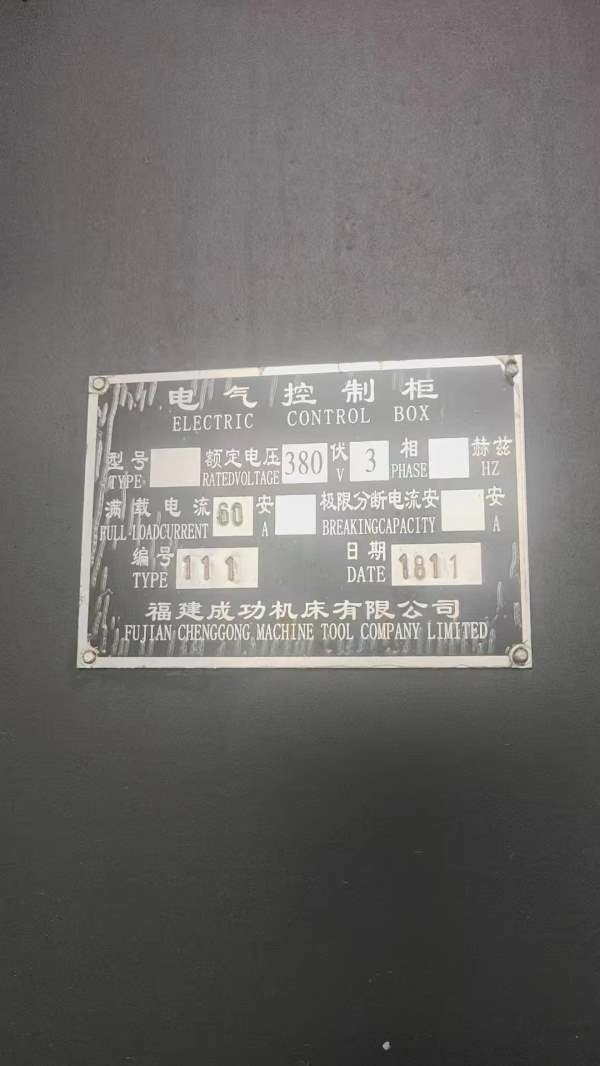 电气控制柜
ELECTRIC CONTROL BOX
型号 额定电压 380 伏 3 相 赫兹
TYPE RATEDVOLTAGE V PHASE HZ
满载电流 60 安 极限分断电流安 安
FULL-LOADCURRENT A BREAKINGCAPACITY A
编号 111 日期 1811
TYPE DATE
福建成功机床有限公司
FUJIAN CHENGGONG MACHINE TOOL COMPANY LIMITED